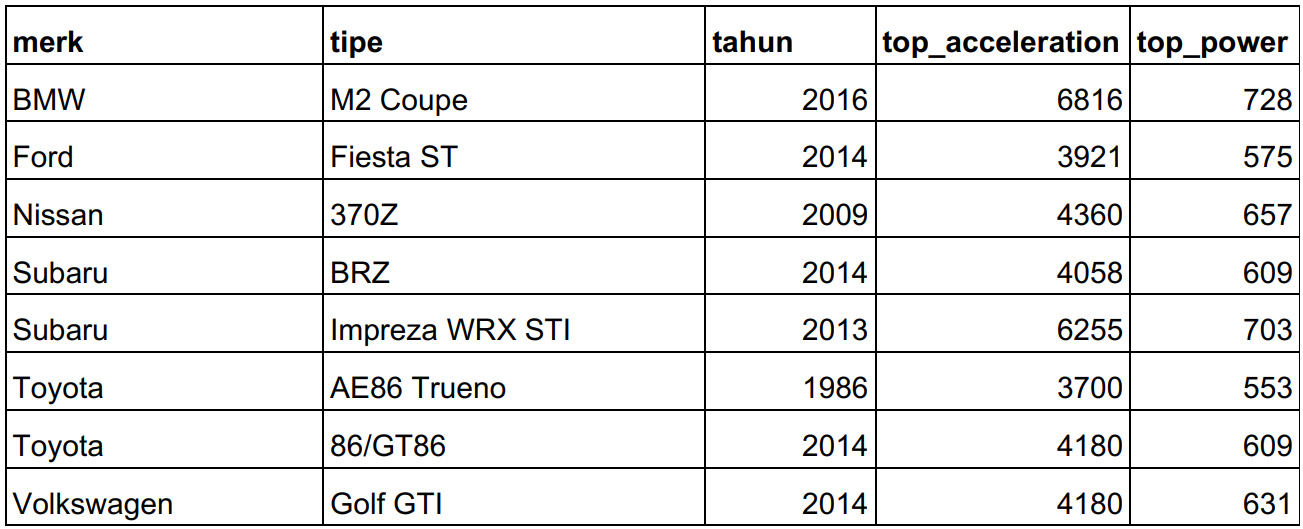 merk tipe tahun top_acceleration top_power
BMW M2 Coupe 2016 6816 728
Ford Fiesta ST 2014 3921 575
Nissan 370Z 2009 4360 657
Subaru BRZ 2014 4058 609
Subaru Impreza WRX STI 2013 6255 703
Toyota AE86 Trueno 1986 3700 553
Toyota 86/GT86 2014 4180 609
Volkswagen Golf GTI 2014 4180 631